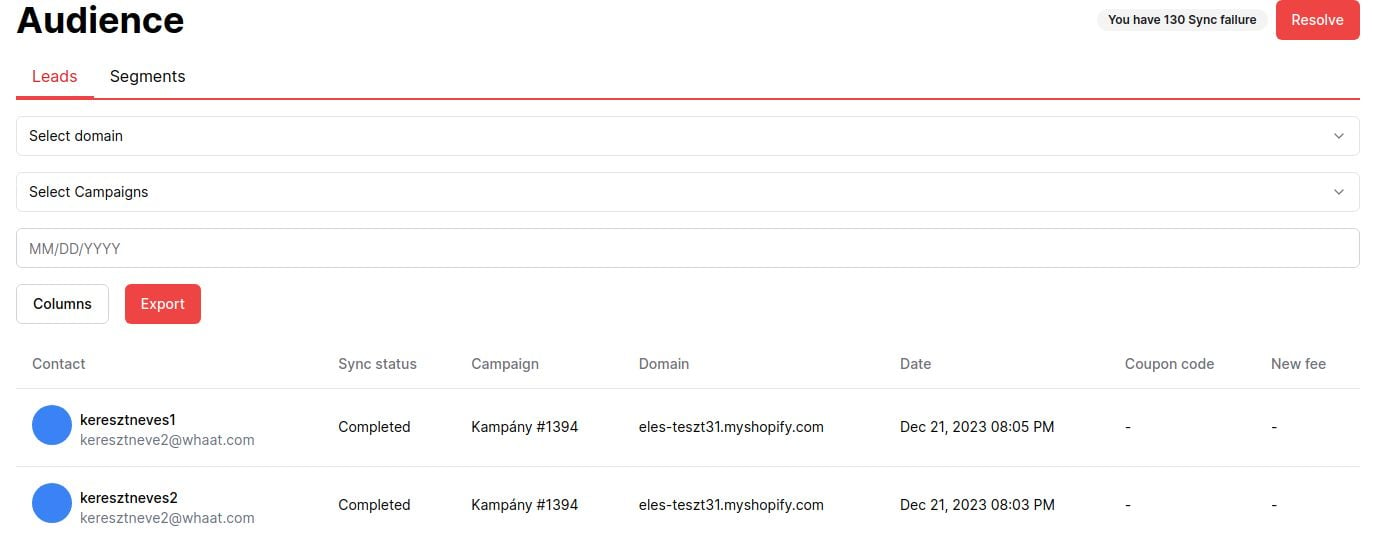 Audience
You have 130 Sync failure
Resolve
Leads Segments
Select domain
Select Campaigns
MM/DD/YYYY
Columns Export
Contact Sync status Campaign Domain Date Coupon code New fee
keresztneves1
keresztneve2@whaat.com
Completed Kampány #1394 eles-teszt31.myshopify.com Dec 21, 2023 08:05 PM - -
keresztneves2
keresztneve2@whaat.com
Completed Kampány #1394 eles-teszt31.myshopify.com Dec 21, 2023 08:03 PM - -